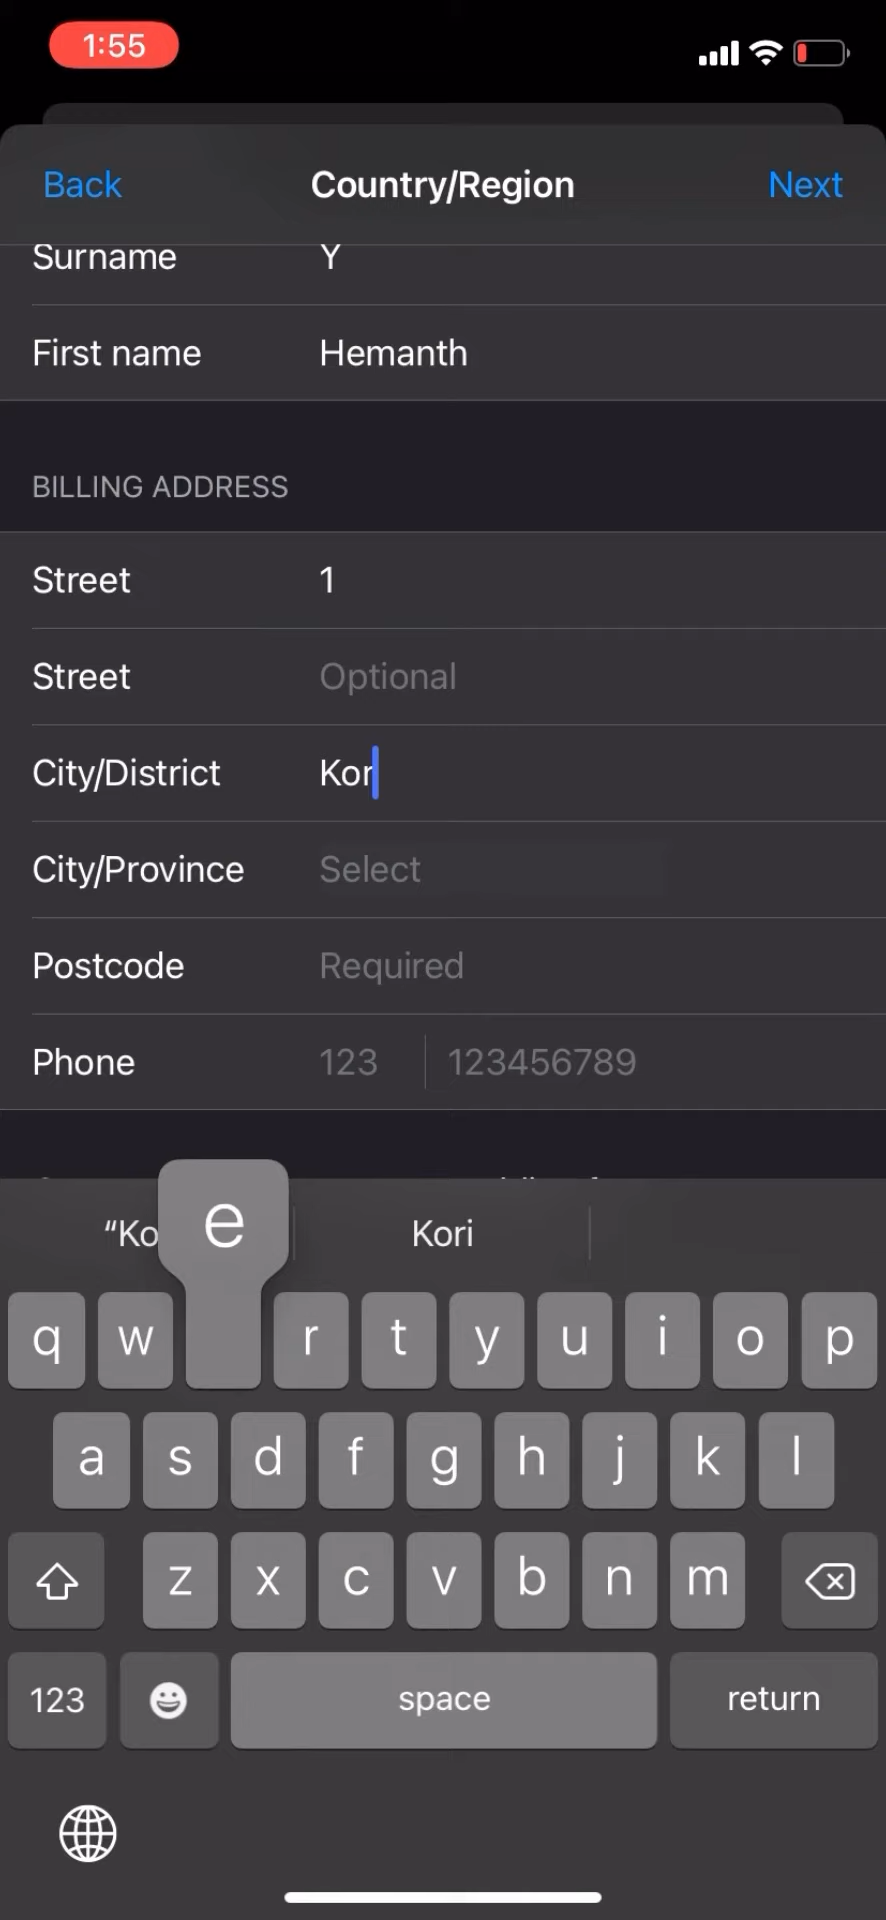 1:55
Back Country/Region Next
Surname Y
First name Hemanth
BILLING ADDRESS
Street 1
Street Optional
City/District Kor
City/Province Select
Postcode Required
Phone 123 123456789
“Ko e Kori
q w r t y u i o p
a s d f g h j k l
z x c v b n m
123 space return